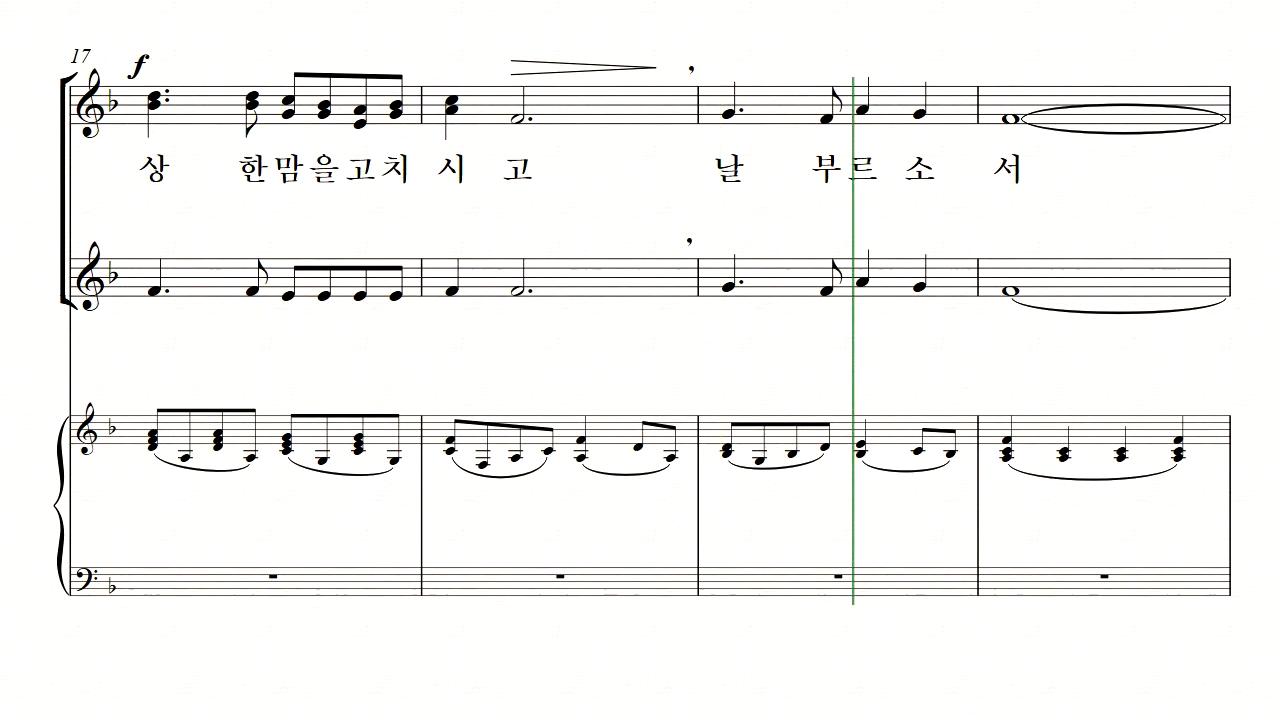 17
f
상 한 맘 을 고 치 시 고 날 부 르 소 서